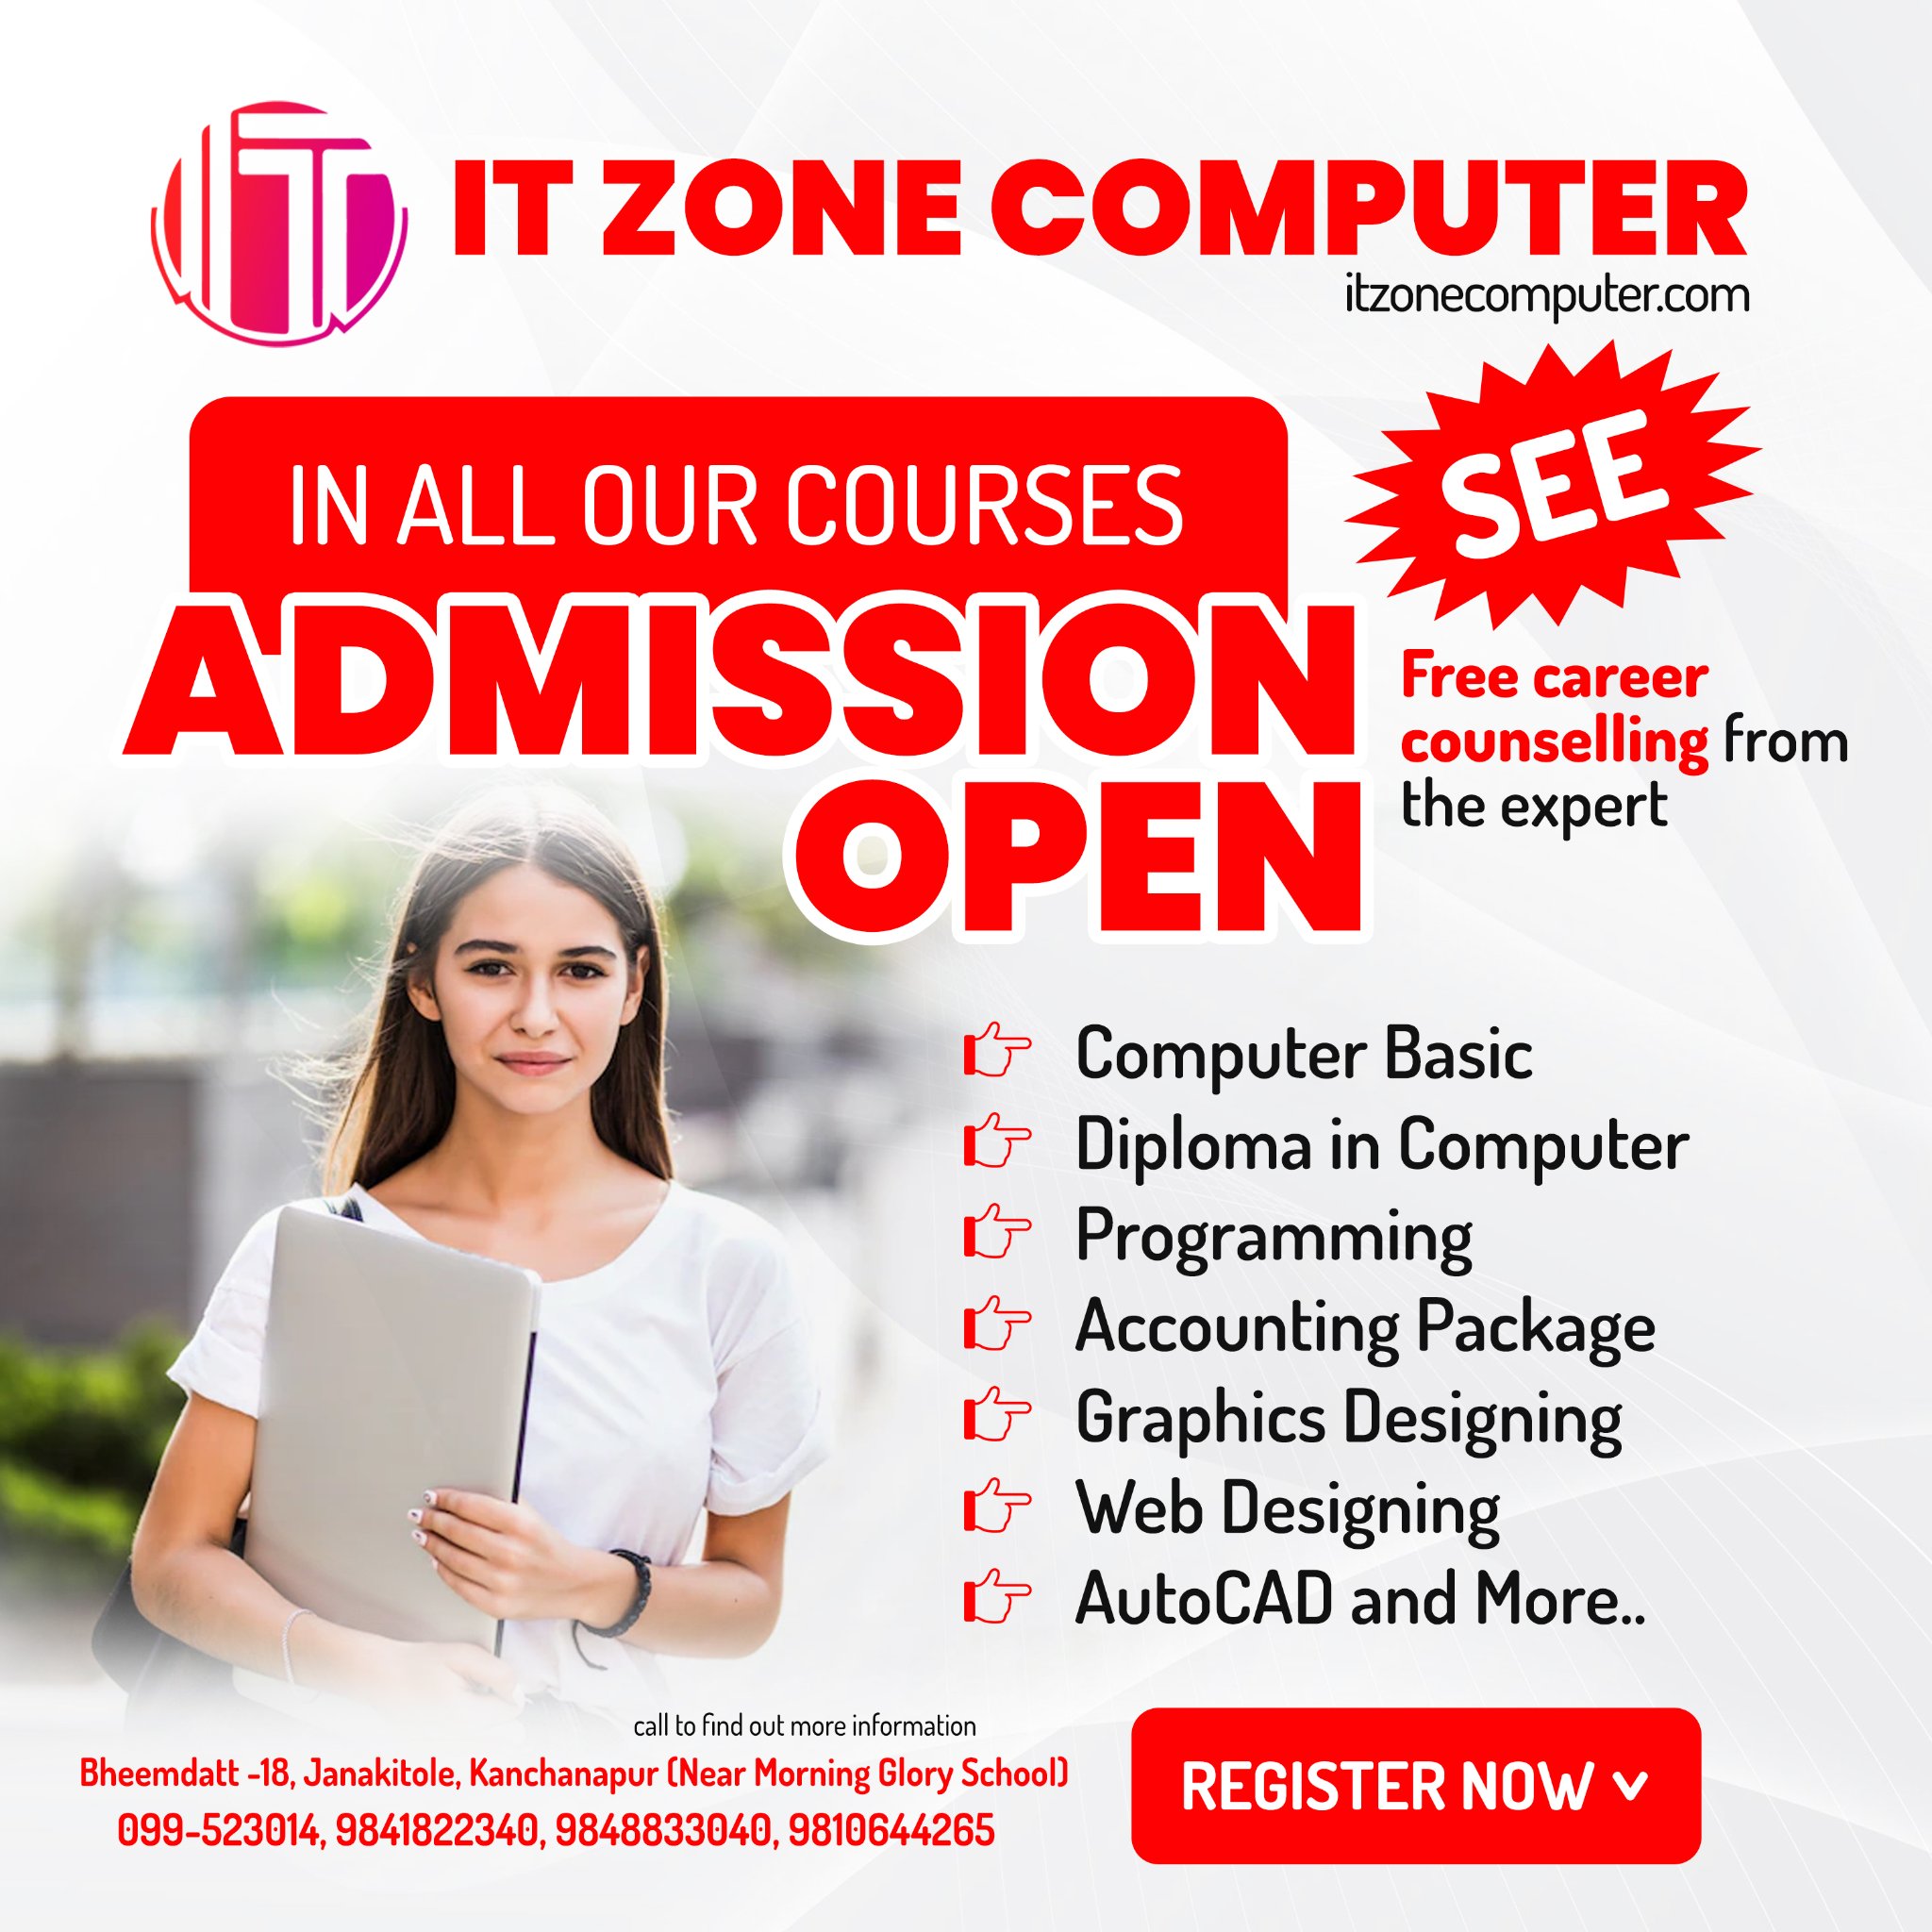 IT ZONE COMPUTER
itzonecomputer.com
IN ALL OUR COURSES
ADMISSION
OPEN
SEE
Free career
counselling from
the expert
Computer Basic
Diploma in Computer
Programming
Accounting Package
Graphics Designing
Web Designing
AutoCAD and More..
call to find out more information
Bheemdatt -18, Janakitole, Kanchanapur (Near Morning Glory School)
099-523014, 9841822340, 9848833040, 9810644265
REGISTER NOW